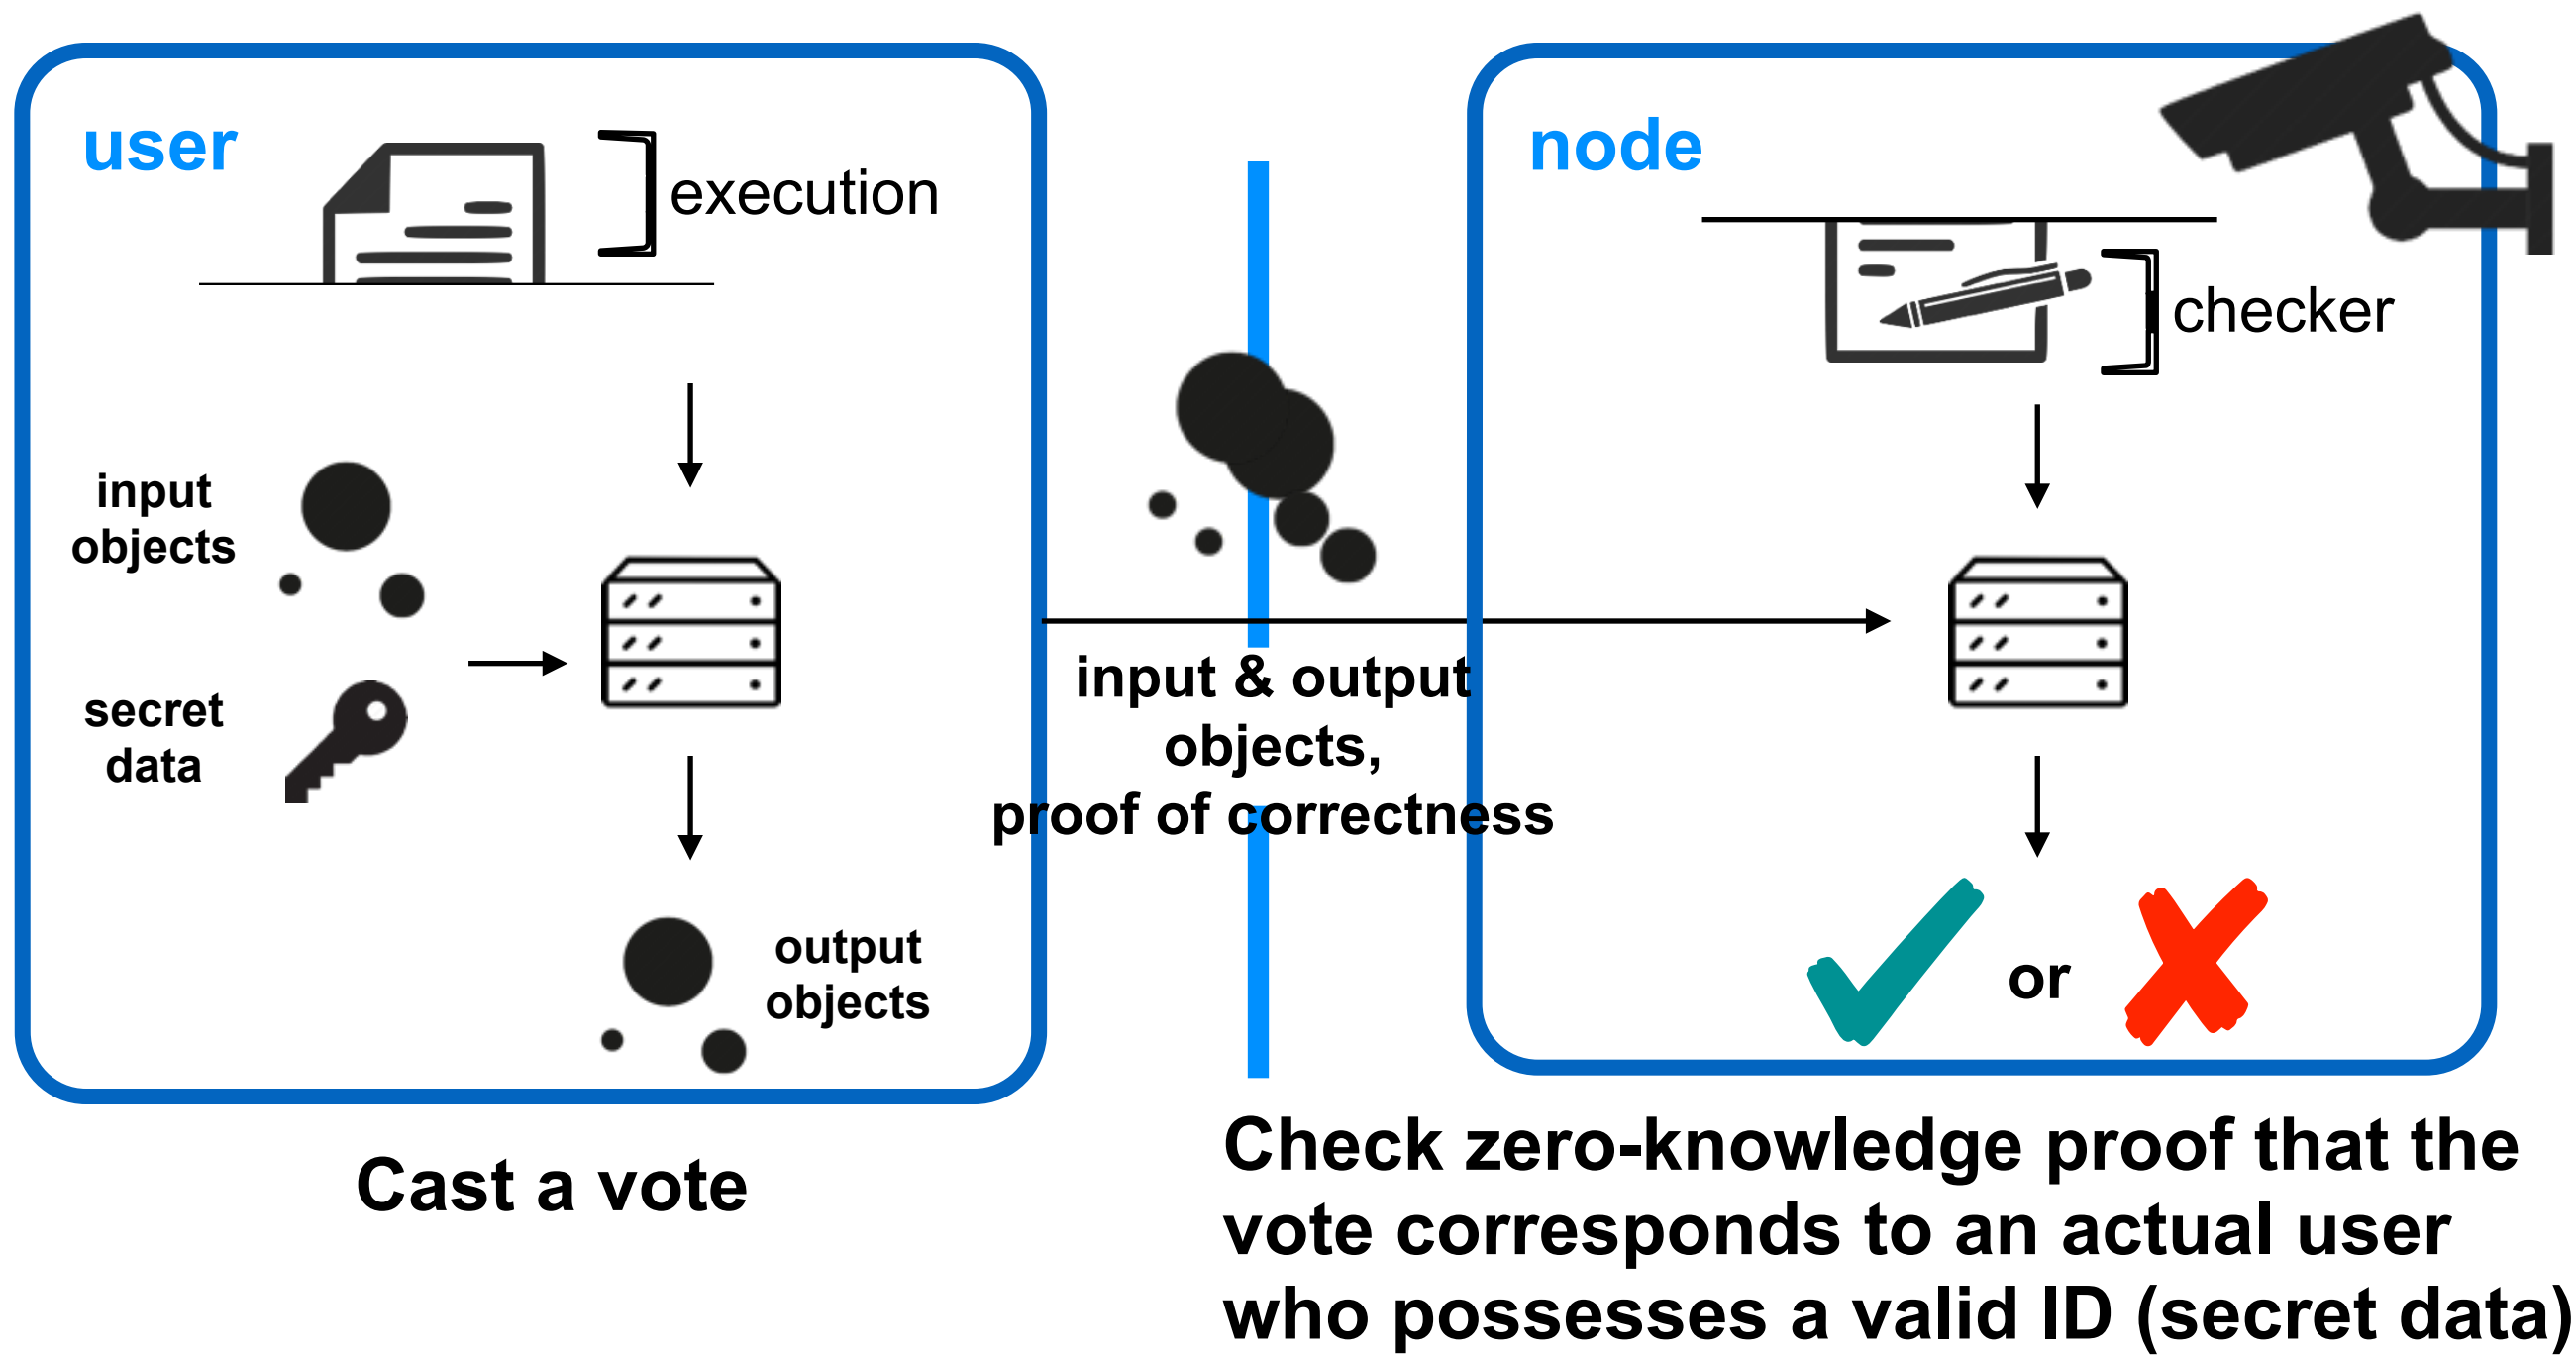 user
execution
input
objects
secret
data
output
objects
Cast a vote
input & output
objects,
proof of correctness
node
checker
or
Check zero-knowledge proof that the
vote corresponds to an actual user
who possesses a valid ID (secret data)